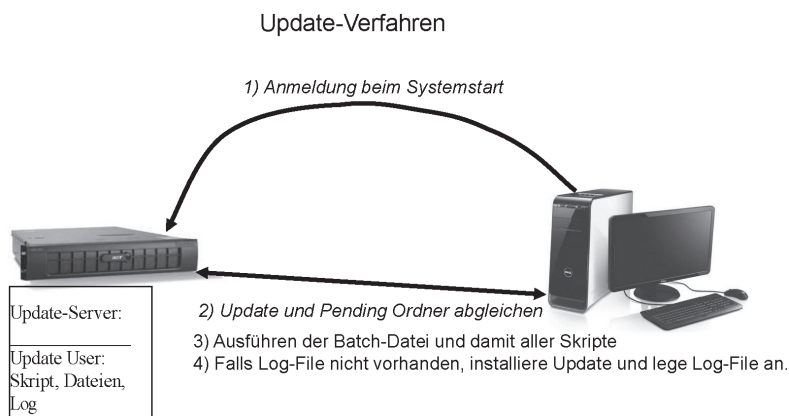 Update-Verfahren
1) Anmeldung beim Systemstart
2) Update und Pending Ordner abgleichen
3) Ausführen der Batch-Datei und damit aller Skripte
4) Falls Log-File nicht vorhanden, installiere Update und lege Log-File an.
Update-Server:
Update User:
Skript, Dateien,
Log